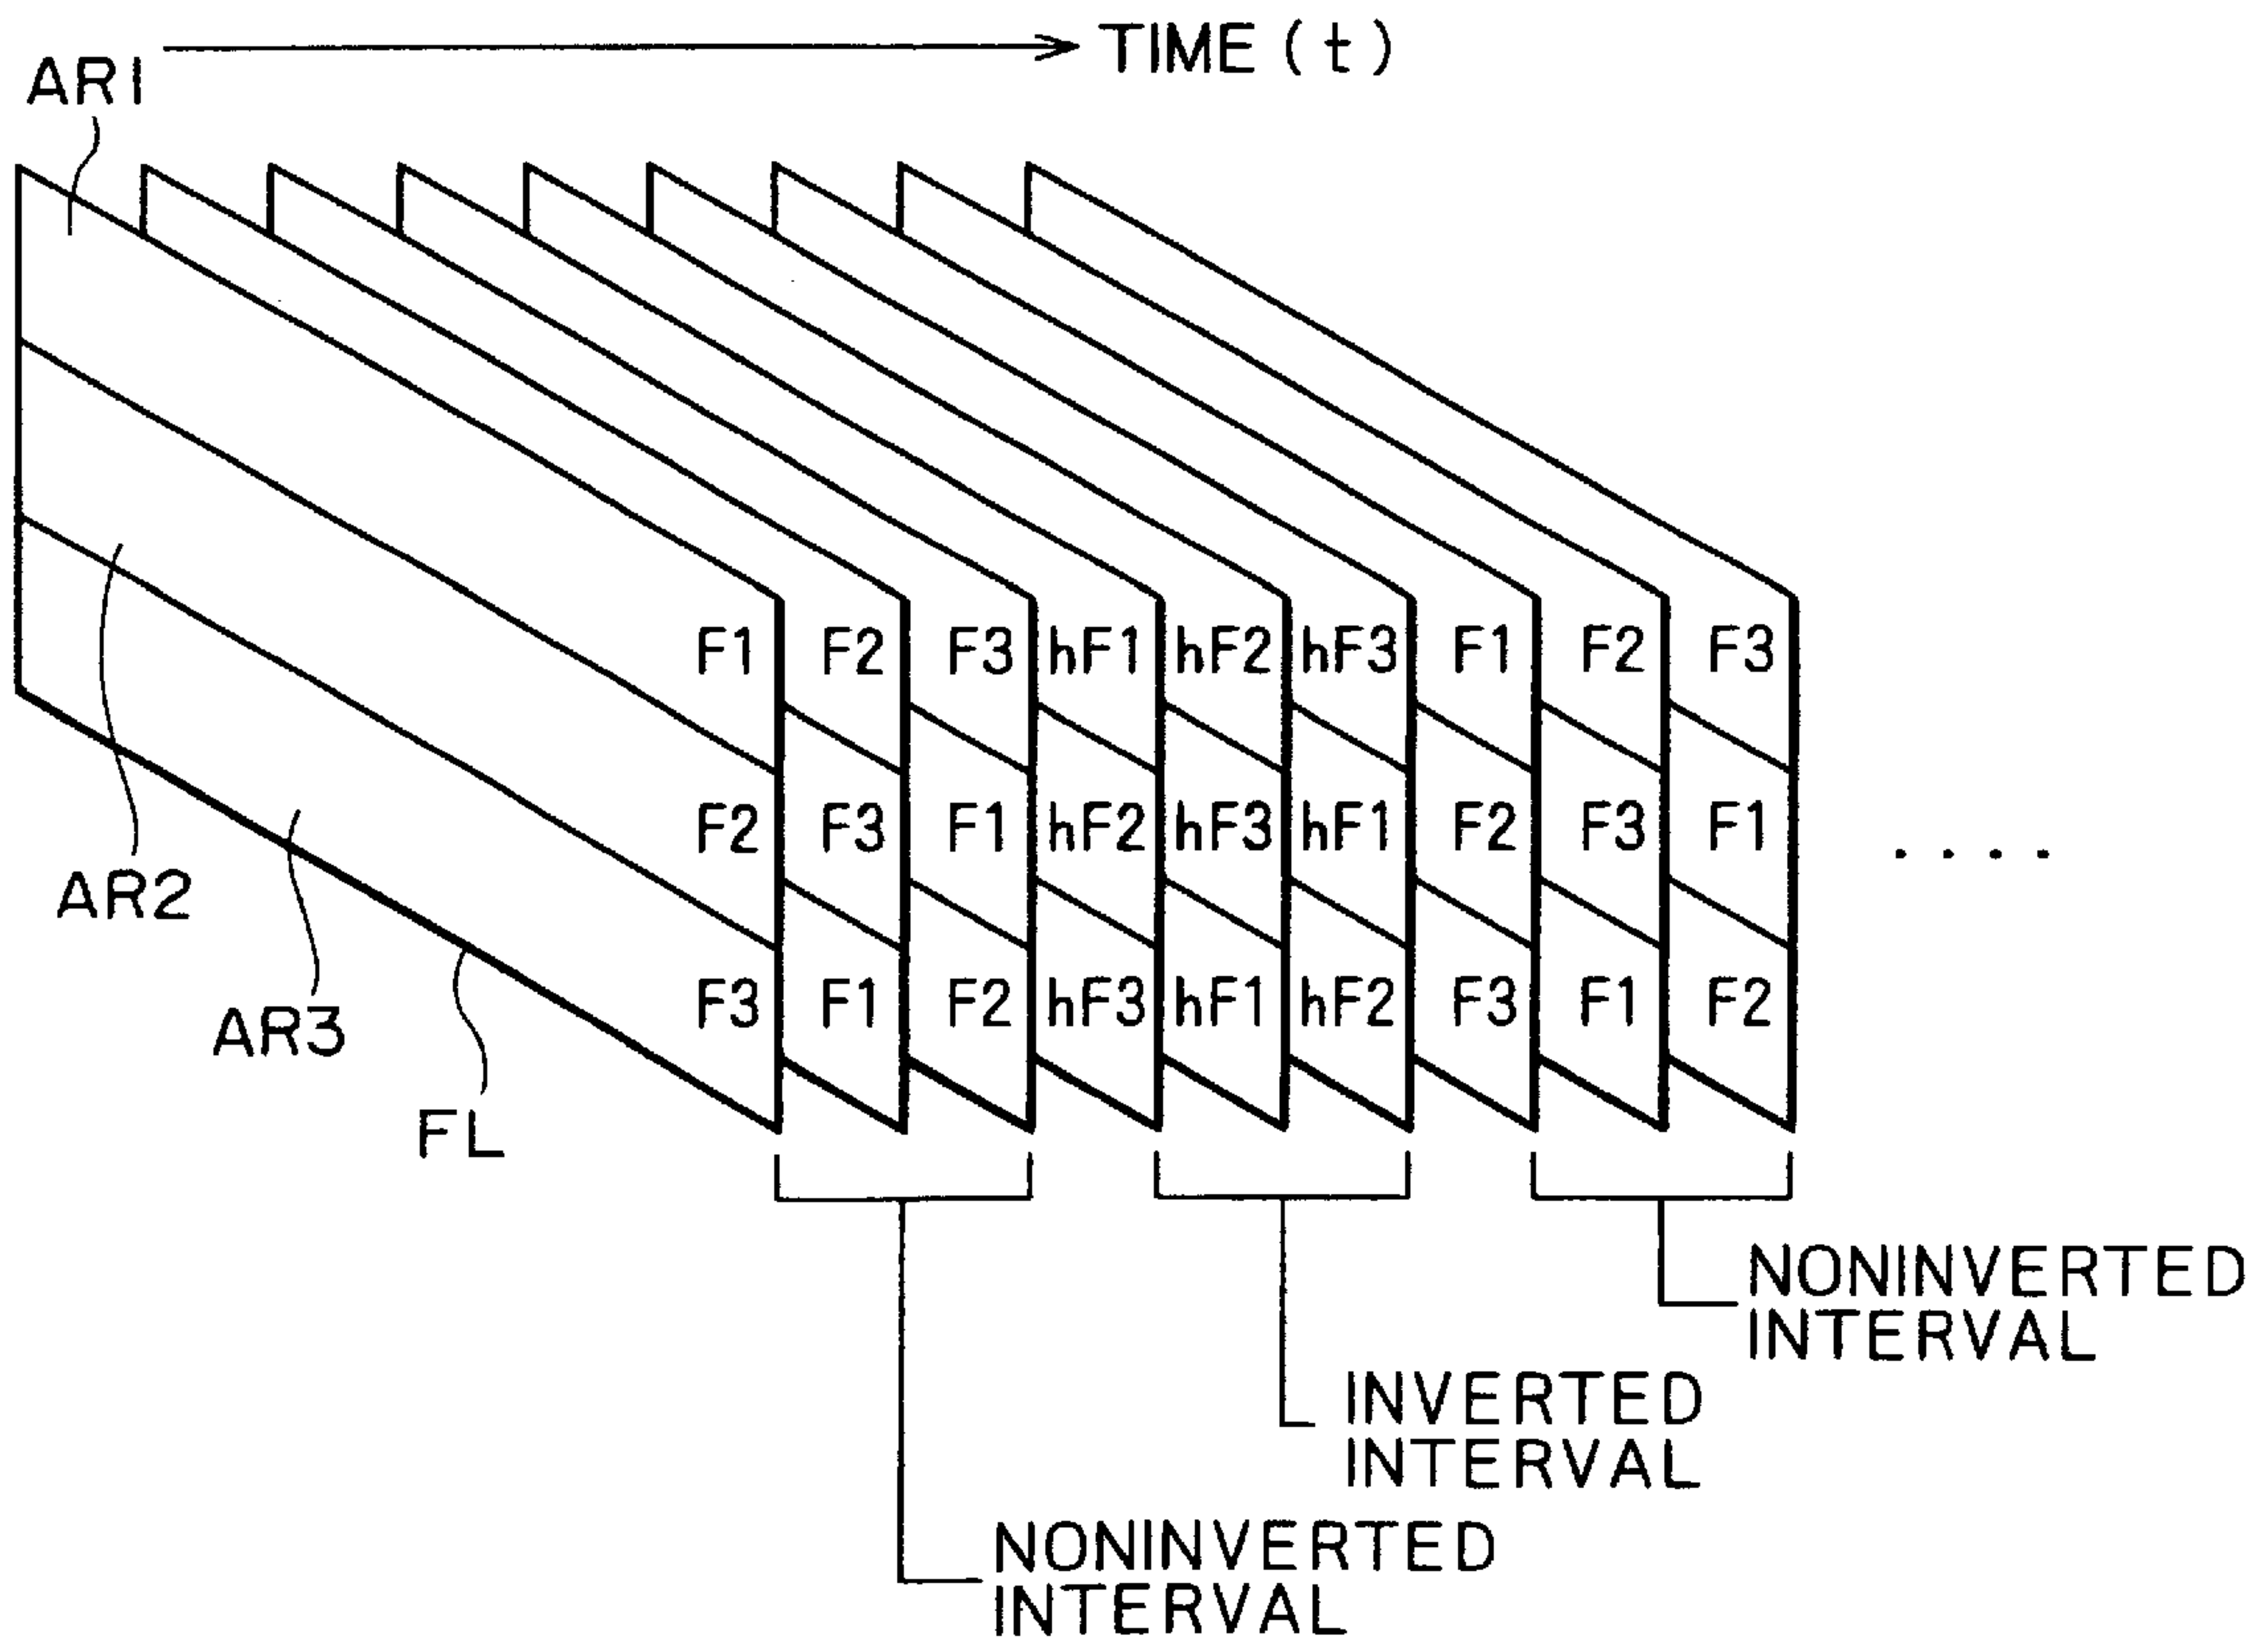 TIME (t)
AR1
F1 F2 F3 hF1 hF2 hF3 F1 F2 F3
F2 F3 F1 hF2 hF3 hF1 F2 F3 F1
AR2
F3 F1 F2 hF3 hF1 hF2 F3 F1 F2
AR3
FL
NONINVERTED
INTERVAL
INVERTED
INTERVAL
NONINVERTED
INTERVAL